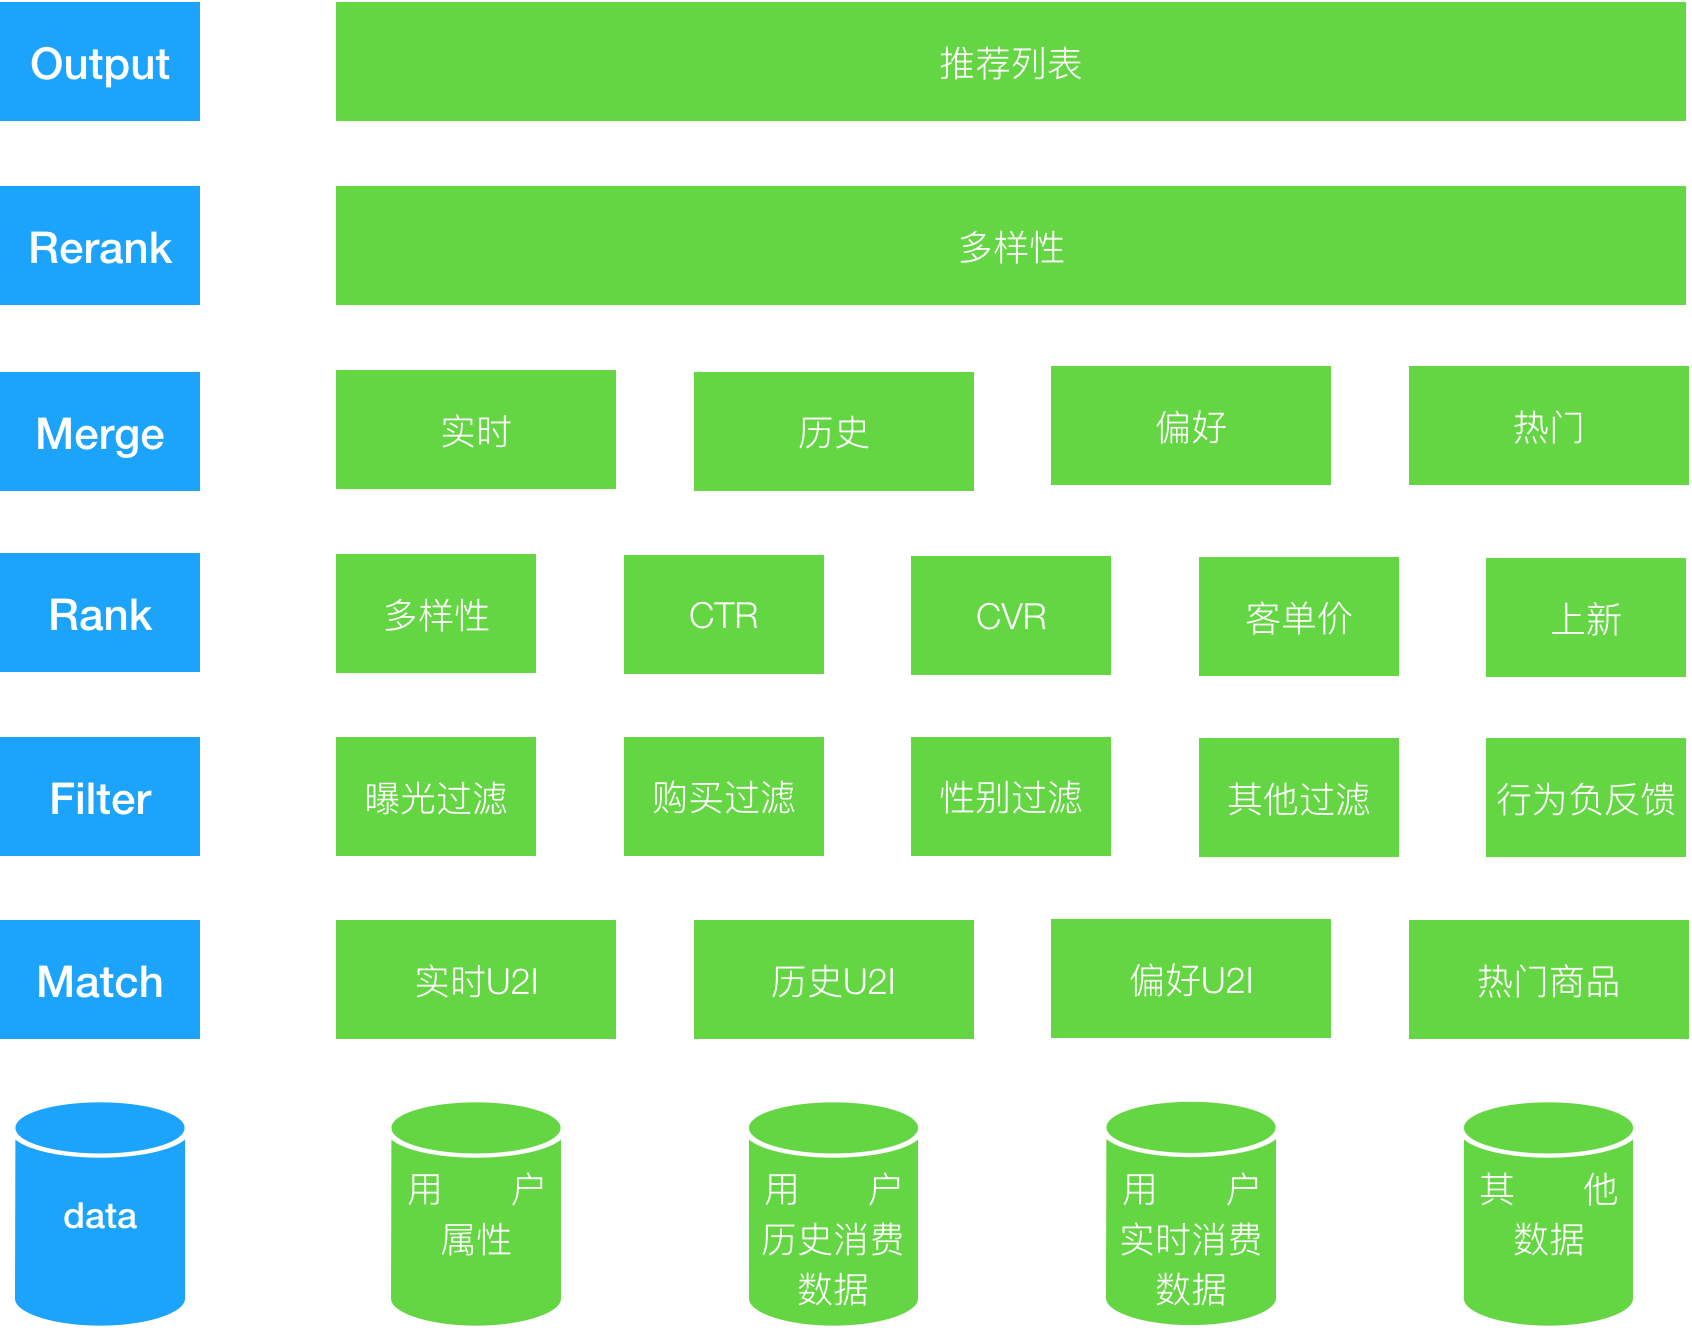 Output
推荐列表
Rerank
多样性
Merge
实时
历史
偏好
热门
Rank
多样性
CTR
CVR
客单价
上新
Filter
曝光过滤
购买过滤
性别过滤
其他过滤
行为负反馈
Match
实时U2I
历史U2I
偏好U2I
热门商品
data
用户
属性
用户
历史消费
数据
用户
实时消费
数据
其他
数据